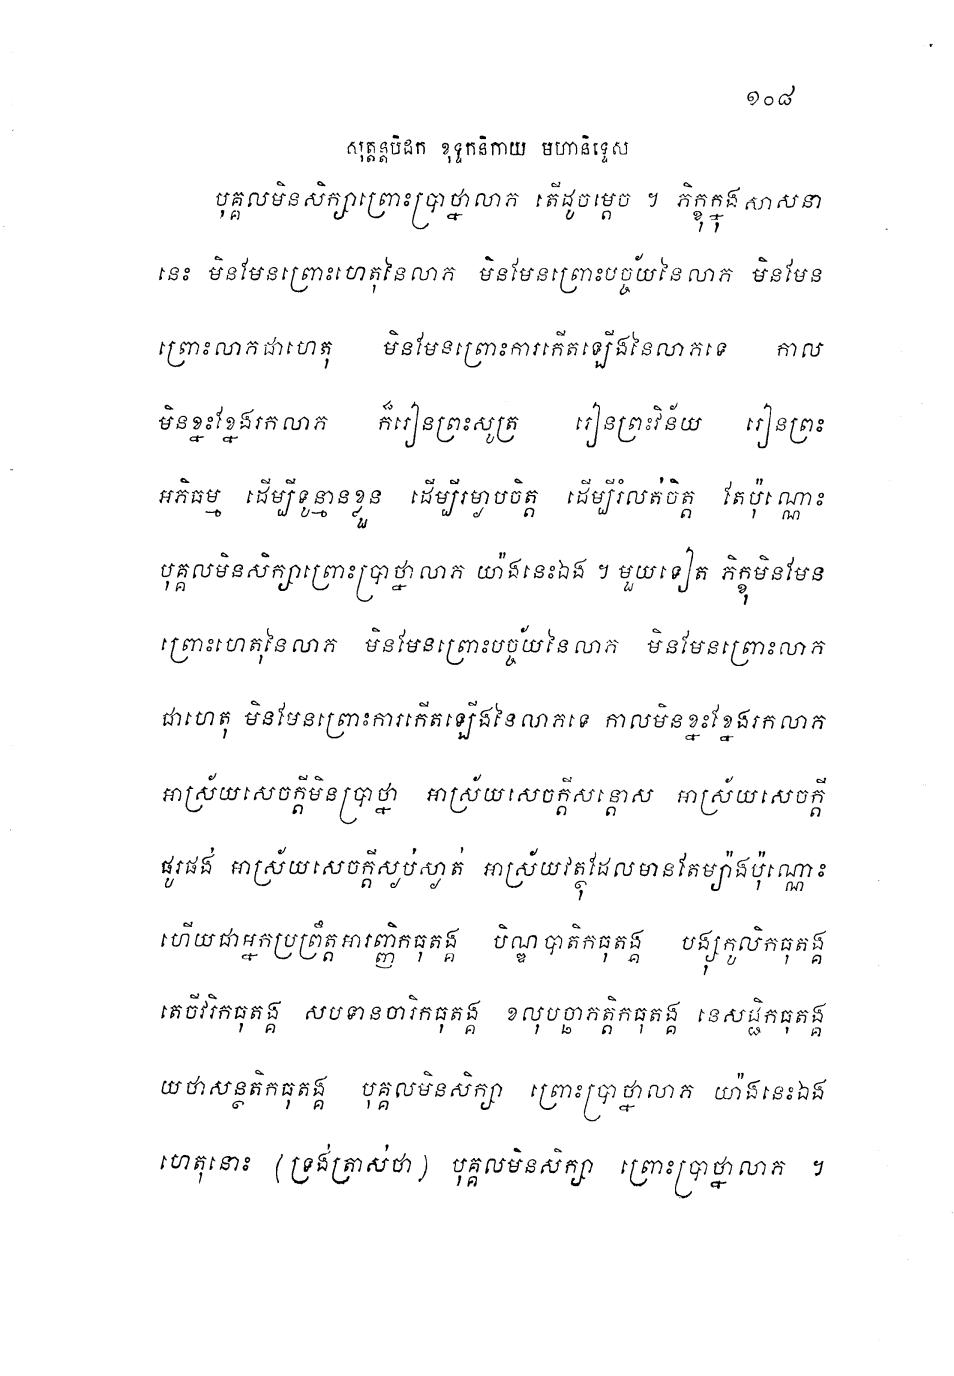 ១០៨
សុត្តន្តបិដក ខុទ្ទកនិកាយ មហានិទ្ទេស
បុគ្គលមិនសិក្សាព្រោះប្រាថ្នាលាភ តើដូចម្តេច ។ ភិក្ខុក្នុងសាសនា
នេះ មិនមែនព្រោះហេតុនៃលាភ មិនមែនព្រោះបច្ច័យនៃលាភ មិនមែន
ព្រោះលាភជាហេតុ មិនមែនព្រោះការកើតឡើងនៃលាភទេ កាល
មិនខ្នះខ្នែងរកលាភ ក៏រៀនព្រះសូត្រ រៀនព្រះវិន័យ រៀនព្រះ
អភិធម្ម ដើម្បីទូន្មានខ្លួន ដើម្បីរម្ងាប់ចិត្ត ដើម្បីរំលត់ចិត្ត តែប៉ុណ្ណោះ
បុគ្គលមិនសិក្សាព្រោះប្រាថ្នាលាភ យ៉ាងនេះឯង ។ មួយទៀត ភិក្ខុមិនមែន
ព្រោះហេតុនៃលាភ មិនមែនព្រោះបច្ច័យនៃលាភ មិនមែនព្រោះលាភ
ជាហេតុ មិនមែនព្រោះការកើតឡើងនៃលាភទេ កាលមិនខ្នះខ្នែងរកលាភ
អាស្រ័យសេចក្តីមិនប្រាថ្នា អាស្រ័យសេចក្តីសន្តោស អាស្រ័យសេចក្តី
ផូរផង់ អាស្រ័យសេចក្តីស្ងប់ស្ងាត់ អាស្រ័យវត្ថុដែលមានតែម្យ៉ាងប៉ុណ្ណោះ
ហើយជាអ្នកប្រព្រឹត្តអារញ្ញិកធុតង្គ បិណ្ឌបាតិកធុតង្គ បង្សុកូលិកធុតង្គ
តេចីវរិកធុតង្គ សបទានចារិកធុតង្គ ខលុបច្ឆាភត្តិកធុតង្គ នេសជ្ជិកធុតង្គ
យថាសន្ថតិកធុតង្គ បុគ្គលមិនសិក្សា ព្រោះប្រាថ្នាលាភ យ៉ាងនេះឯង
ហេតុនោះ (ទ្រង់ត្រាស់ថា) បុគ្គលមិនសិក្សា ព្រោះប្រាថ្នាលាភ ។